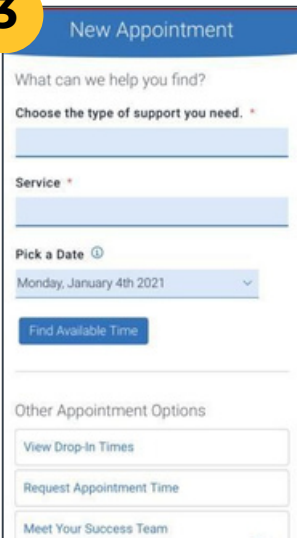 3
New Appointment
What can we help you find?
Choose the type of support you need. *
Service *
Pick a Date ⓘ
Monday, January 4th 2021
Find Available Time
Other Appointment Options
View Drop-In Times
Request Appointment Time
Meet Your Success Team